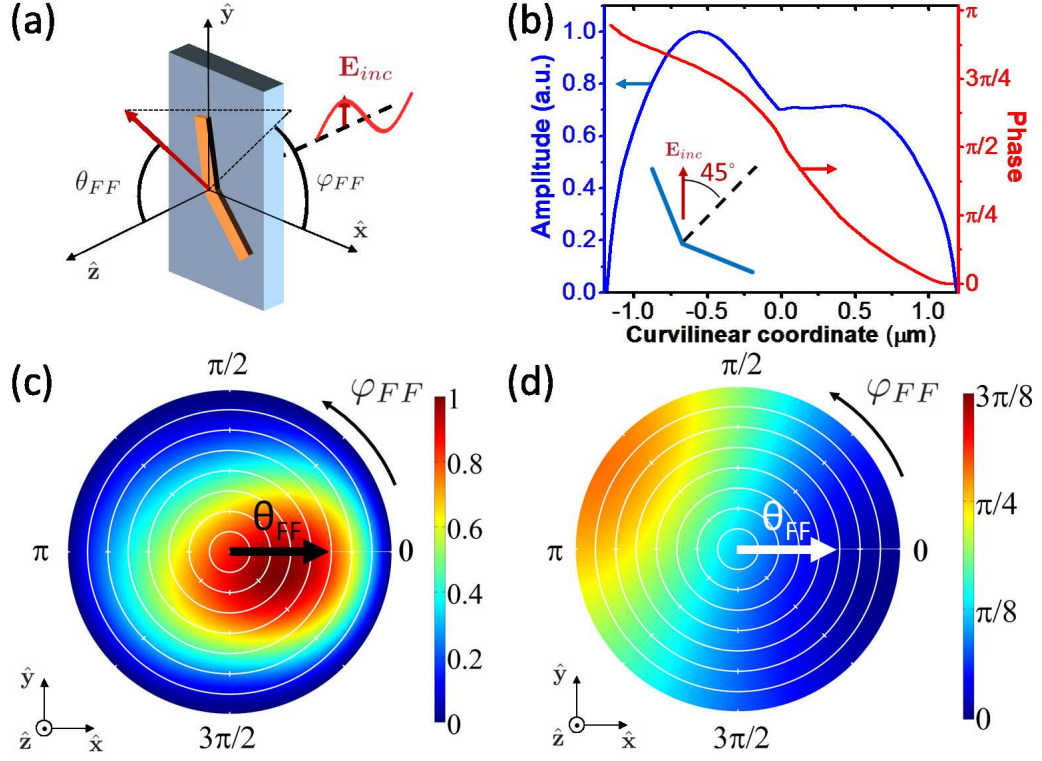 (a)
ŷ
E_inc
θ_FF
φ_FF
x̂
ẑ
(b)
Amplitude (a.u.)
1.0
0.8
0.6
0.4
0.2
0.0
E_inc
45°
π
3π/4
π/2
π/4
0
Phase
-1.0 -0.5 0.0 0.5 1.0
Curvilinear coordinate (μm)
(c)
π/2
φ_FF
π
θ_FF
0
3π/2
ŷ
ẑ
x̂
1
0.8
0.6
0.4
0.2
0
(d)
π/2
φ_FF
π
θ_FF
0
3π/2
ŷ
ẑ
x̂
3π/8
π/4
π/8
0